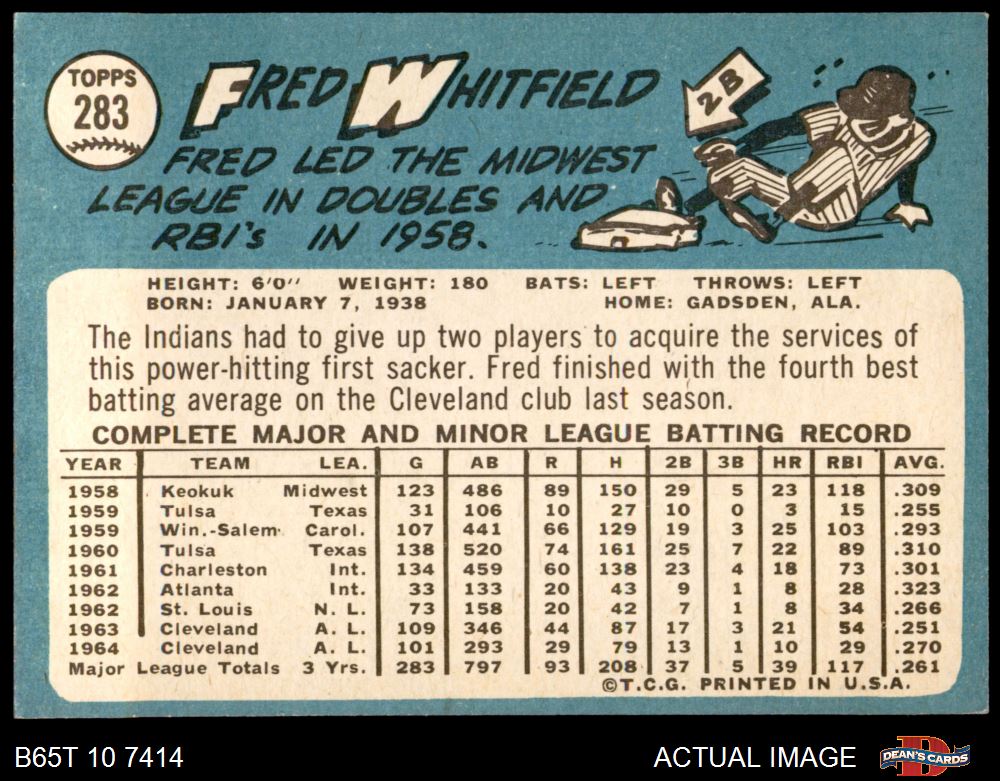 TOPPS
283
FRED WHITFIELD
2B
FRED LED THE MIDWEST
LEAGUE IN DOUBLES AND
RBI's IN 1958.
HEIGHT: 6'0" WEIGHT: 180 BATS: LEFT THROWS: LEFT
BORN: JANUARY 7, 1938 HOME: GADSDEN, ALA.
The Indians had to give up two players to acquire the services of
this power-hitting first sacker. Fred finished with the fourth best
batting average on the Cleveland club last season.
COMPLETE MAJOR AND MINOR LEAGUE BATTING RECORD
YEAR TEAM LEA. G AB R H 2B 3B HR RBI AVG.
1958 Keokuk Midwest 123 486 89 150 29 5 23 118 .309
1959 Tulsa Texas 31 106 10 27 10 0 3 15 .255
1959 Win.-Salem Carol. 107 441 66 129 19 3 25 103 .293
1960 Tulsa Texas 138 520 74 161 25 7 22 89 .310
1961 Charleston Int. 134 459 60 138 23 4 18 73 .301
1962 Atlanta Int. 33 133 20 43 9 1 8 28 .323
1962 St. Louis N. L. 73 158 20 42 7 1 8 34 .266
1963 Cleveland A. L. 109 346 44 87 17 3 21 54 .251
1964 Cleveland A. L. 101 293 29 79 13 1 10 29 .270
Major League Totals 3 Yrs. 283 797 93 208 37 5 39 117 .261
©T.C.G. PRINTED IN U.S.A.
B65T 10 7414
ACTUAL IMAGE
DEAN'S CARDS